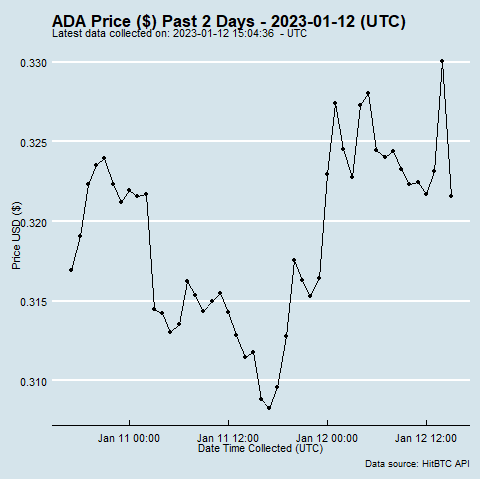 ADA Price ($) Past 2 Days - 2023-01-12 (UTC)
Latest data collected on: 2023-01-12 15:04:36 - UTC
0.330
0.325
0.320
0.315
0.310
Price USD ($)
Jan 11 00:00 Jan 11 12:00 Jan 12 00:00 Jan 12 12:00
Date Time Collected (UTC)
Data source: HitBTC API